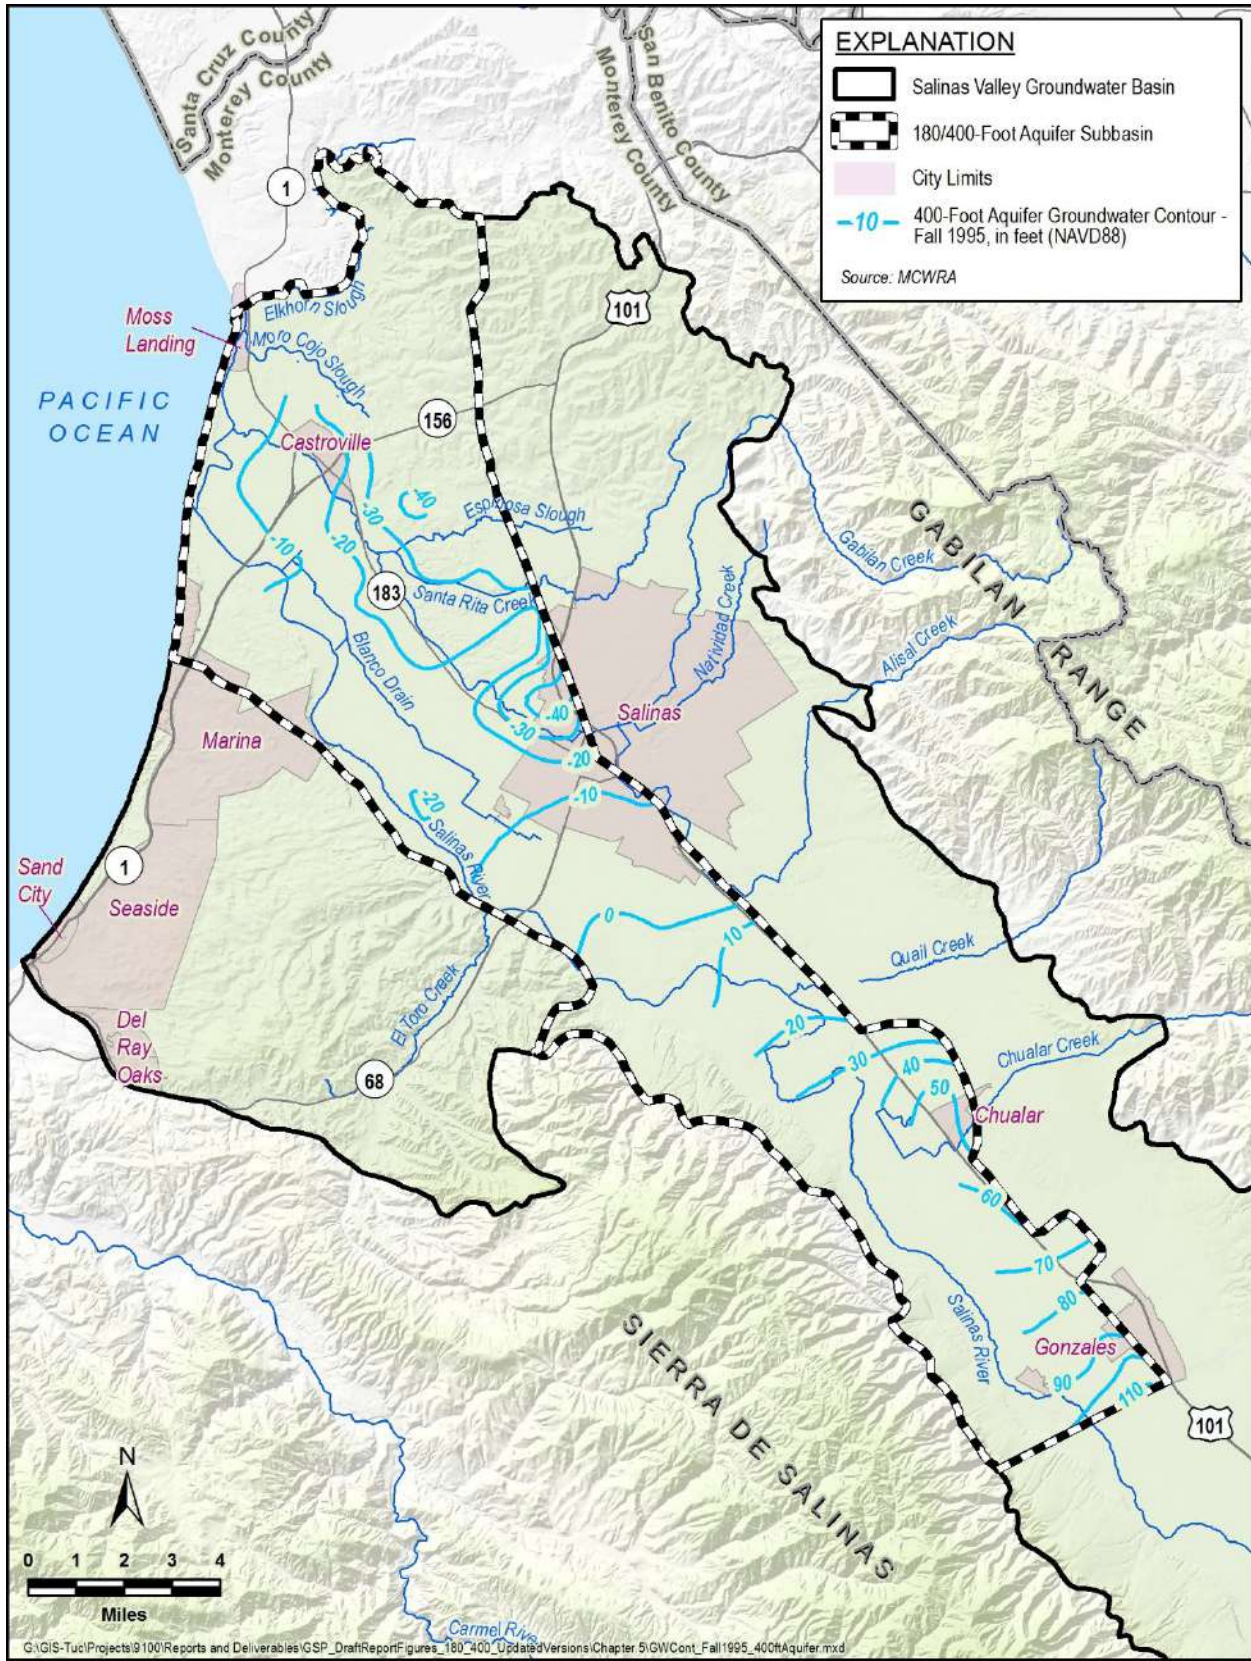 EXPLANATION
Salinas Valley Groundwater Basin
180/400-Foot Aquifer Subbasin
City Limits
-10
400-Foot Aquifer Groundwater Contour -
Fall 1995, in feet (NAVD88)
Source: MCWRA
Santa Cruz County
Monterey County
San Benito County
Monterey County
1
101
Elkhorn Slough
Moss
Landing
Moro Cojo Slough
PACIFIC
OCEAN
156
Castroville
-40
-30
Espinosa Slough
-20
-10
GABILAN
RANGE
Gabilan Creek
183
Santa Rita Creek
Natividad Creek
Alisal Creek
Blanco Drain
Salinas
-40
-30
-20
-10
Marina
-20
Salinas River
1
Sand
City
Seaside
0
10
Quail Creek
El Toro Creek
20
30
40
50
Chualar Creek
Chualar
Del
Ray
Oaks
68
60
70
80
Salinas River
Gonzales
90
110
101
SIERRA DE SALINAS
N
0 1 2 3 4
Miles
Carmel River
G:\GIS-Tuc\Projects\9100\Reports and Deliverables\GSP_DraftReportFigures_180_400_UpdatedVersions\Chapter 5\GWCont_Fall1995_400ftAquifer.mxd